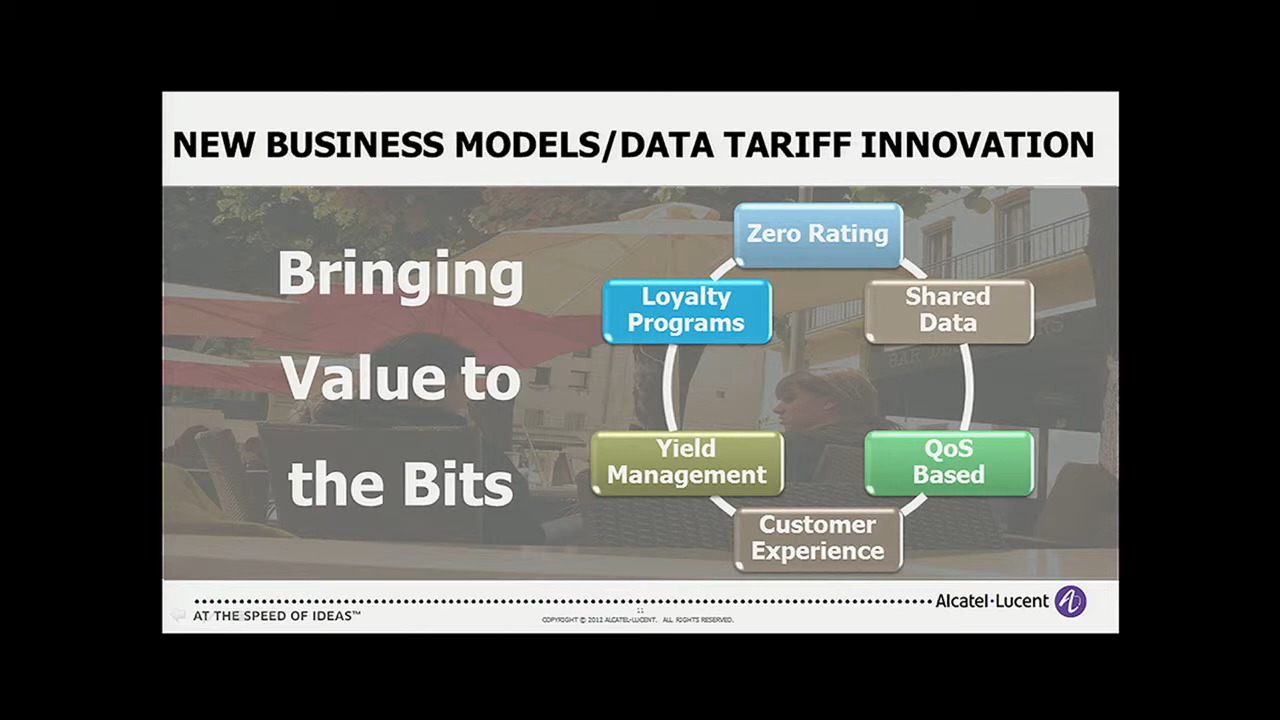 NEW BUSINESS MODELS/DATA TARIFF INNOVATION
Bringing
Value to
the Bits
Zero Rating
Shared
Data
QoS
Based
Customer
Experience
Yield
Management
Loyalty
Programs
AT THE SPEED OF IDEAS™
11
COPYRIGHT © 2012 ALCATEL-LUCENT. ALL RIGHTS RESERVED.
Alcatel·Lucent